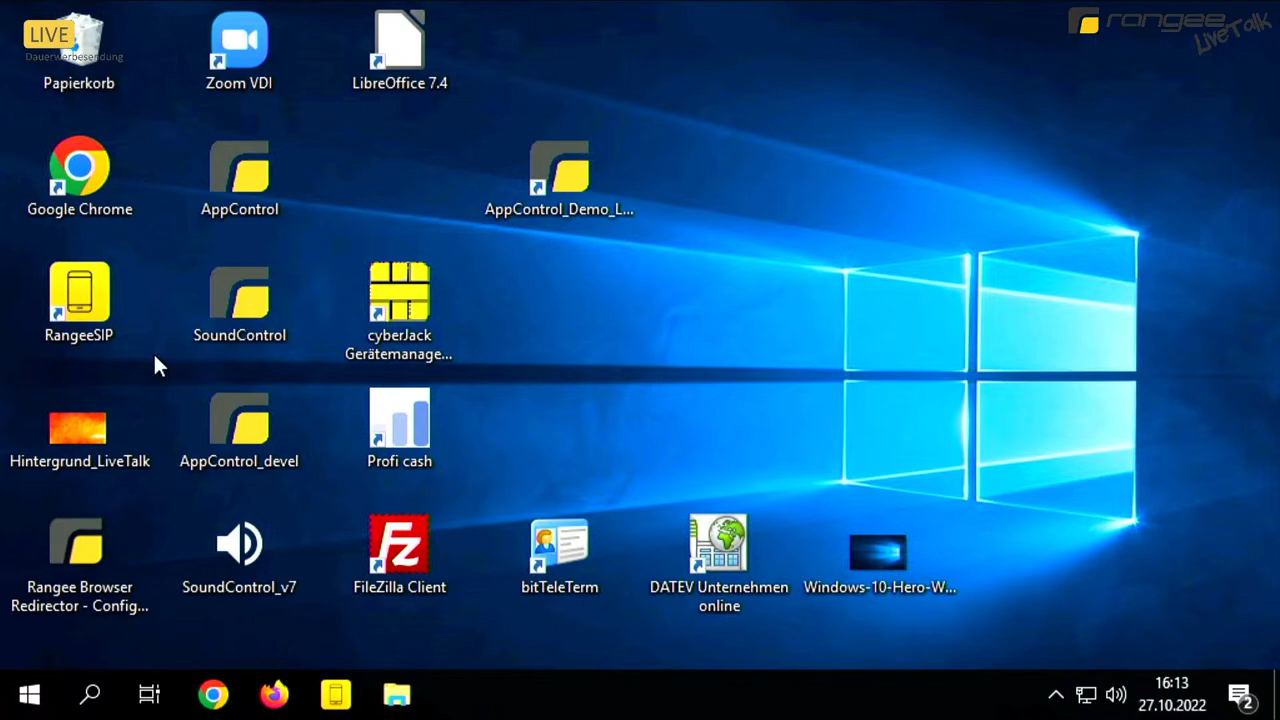 LIVE
Dauerwerbesendung
rangee
LiveTalk
Papierkorb
Zoom VDI
LibreOffice 7.4
Google Chrome
AppControl
AppControl_Demo_L...
RangeeSIP
SoundControl
cyberJack
Gerätemanage...
Hintergrund_LiveTalk
AppControl_devel
Profi cash
Rangee Browser
Redirector - Config...
SoundControl_v7
FZ
FileZilla Client
bitTeleTerm
DATEV Unternehmen
online
Windows-10-Hero-W...
16:13
27.10.2022
2